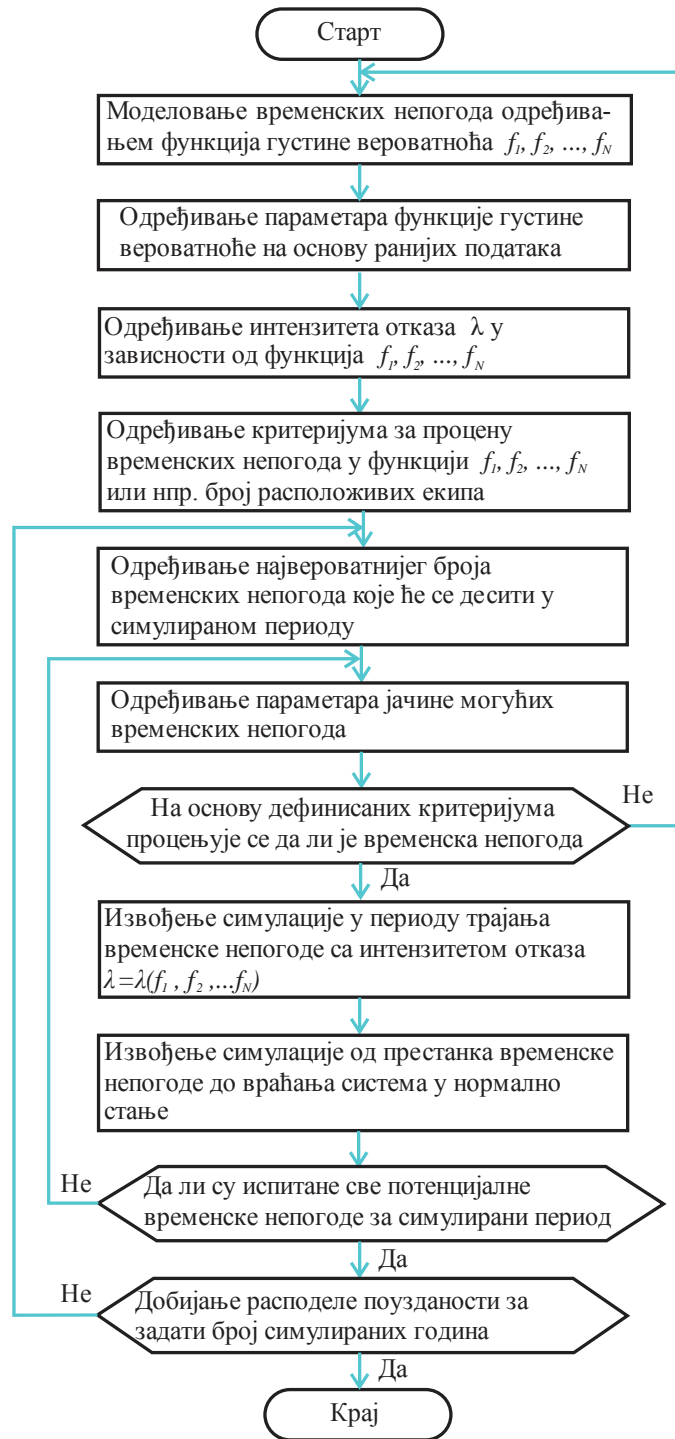 Старт
Моделовање временских непогода одређива-
њем функција густине вероватноћа f₁, f₂, ..., f_N
Одређивање параметара функције густине
вероватноће на основу ранијих података
Одређивање интензитета отказа λ у
зависности од функција f₁, f₂, ..., f_N
Одређивање критеријума за процену
временских непогода у функцији f₁, f₂, ..., f_N
или нпр. број расположивих екипа
Одређивање највероватнијег броја
временских непогода које ће се десити у
симулираном периоду
Одређивање параметара јачине могућих
временских непогода
На основу дефинисаних критеријума
процењује се да ли је временска непогода
Не
Да
Извођење симулације у периоду трајања
временске непогоде са интензитетом отказа
λ=λ(f₁ , f₂ ,...f_N)
Извођење симулације од престанка временске
непогоде до враћања система у нормално
стање
Не
Да ли су испитане све потенцијалне
временске непогоде за симулирани период
Да
Не
Добијање расподеле поузданости за
задати број симулираних година
Да
Крај